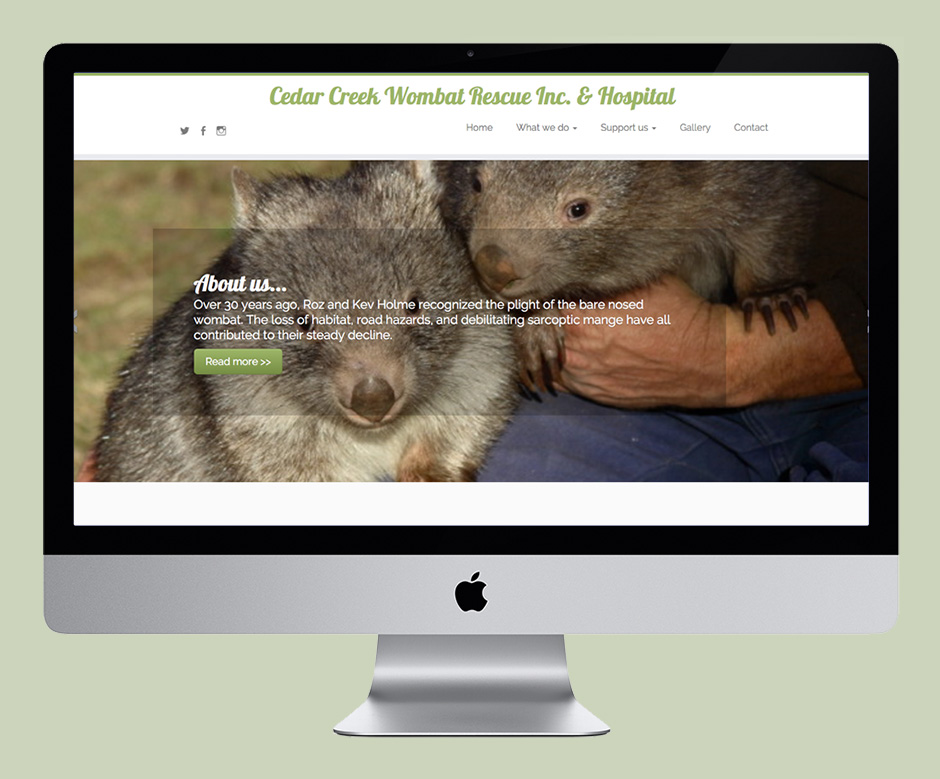 Cedar Creek Wombat Rescue Inc. & Hospital
Home What we do Support us Gallery Contact
About us...
Over 30 years ago, Roz and Kev Holme recognized the plight of the bare nosed
wombat. The loss of habitat, road hazards, and debilitating sarcoptic mange have all
contributed to their steady decline.
Read more >>